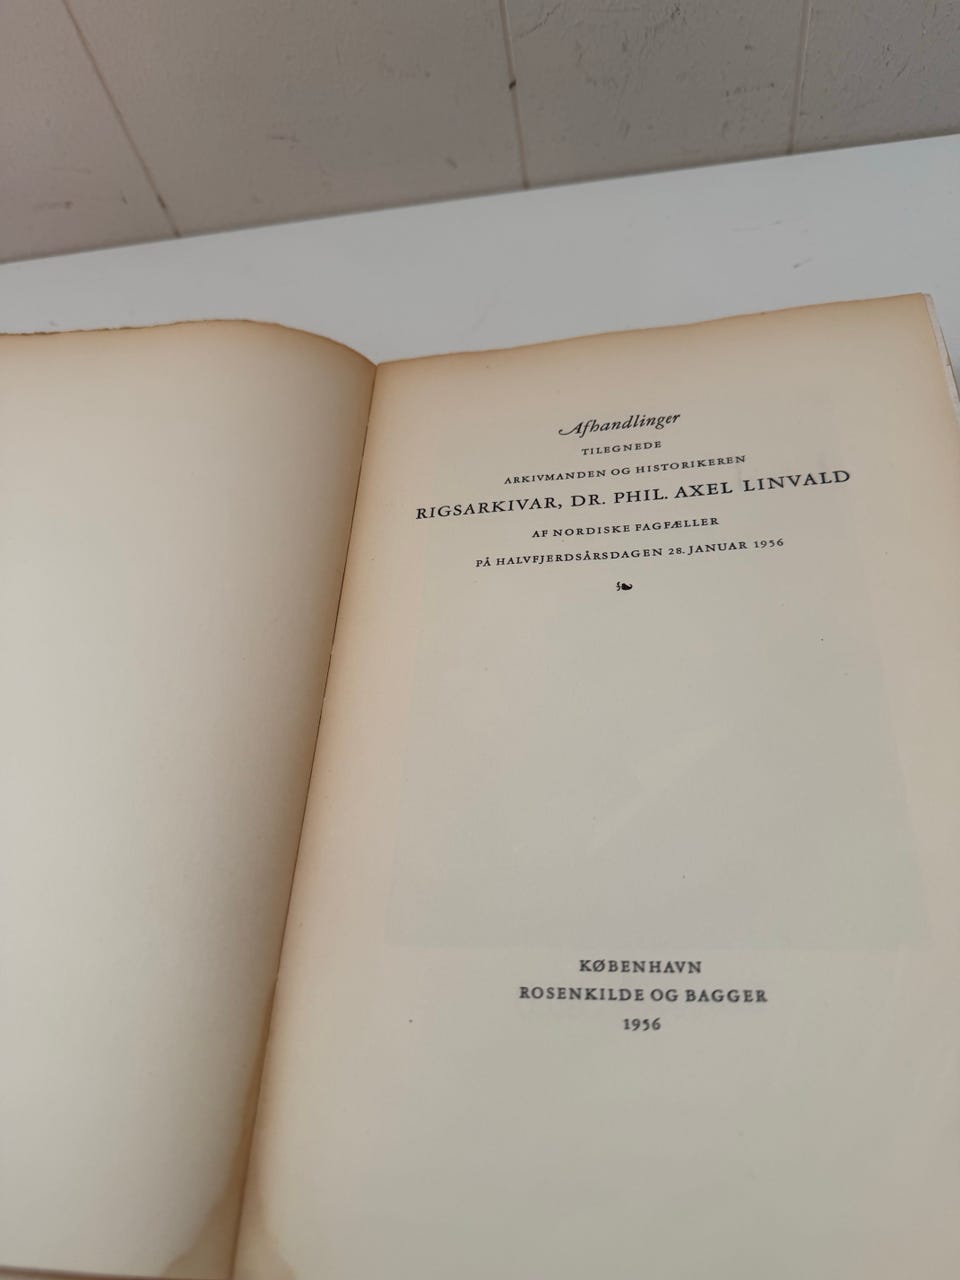 Afhandlinger
TILEGNEDE
ARKIVMANDEN OG HISTORIKEREN
RIGSARKIVAR, DR. PHIL. AXEL LINVALD
AF NORDISKE FAGFÆLLER
PÅ HALVFJERDSÅRSDAGEN 28. JANUAR 1956
KØBENHAVN
ROSENKILDE OG BAGGER
1956